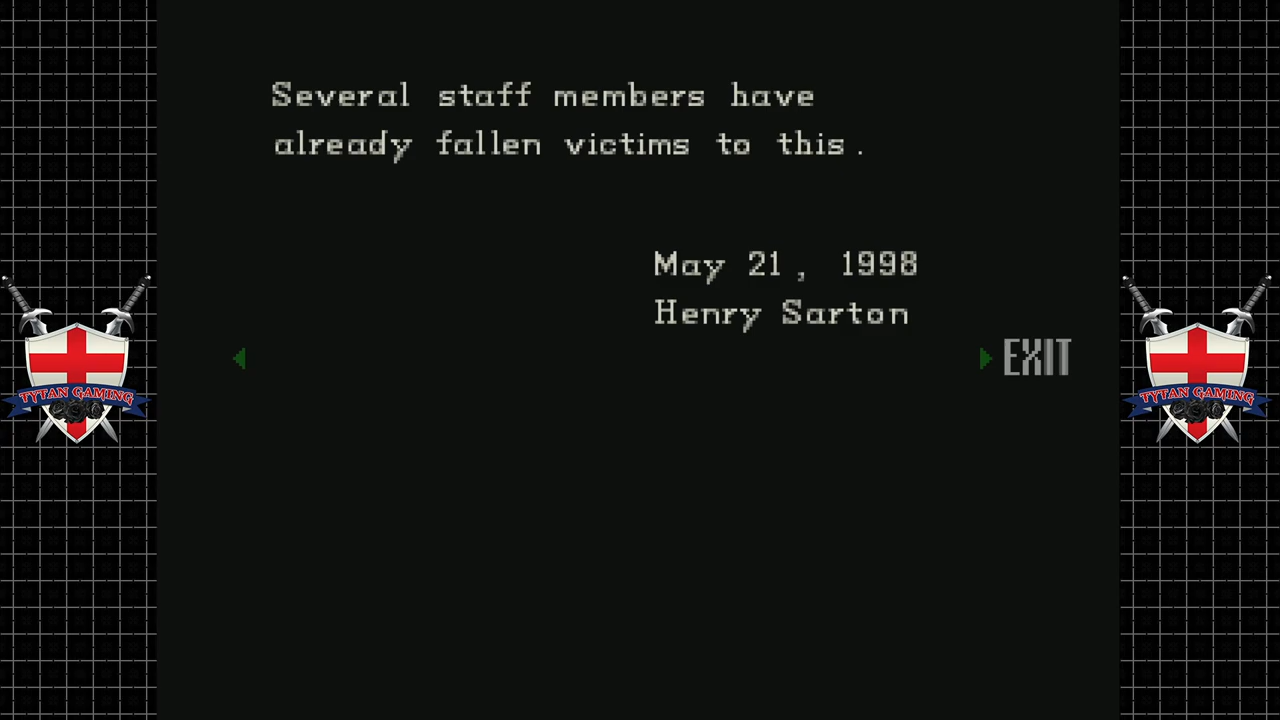 Several staff members have
already fallen victims to this.
May 21, 1998
Henry Sarton
EXIT
TYTAN GAMING
TYTAN GAMING